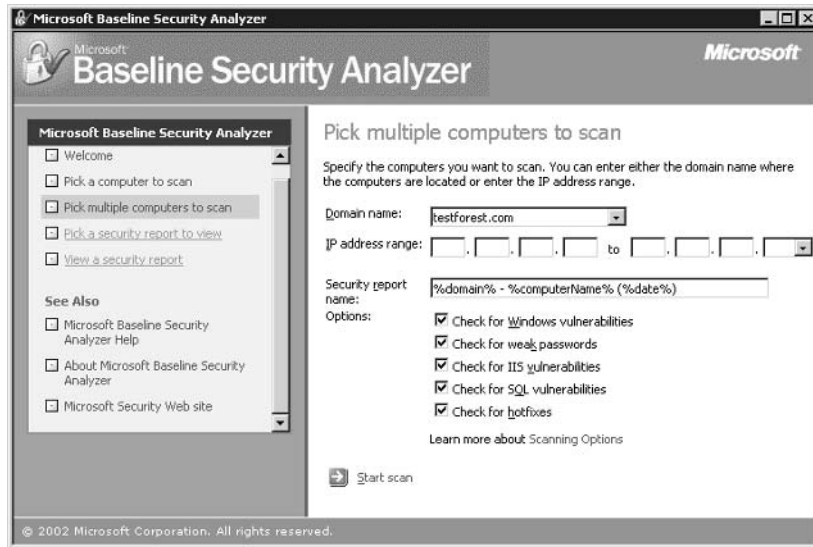 Microsoft Baseline Security Analyzer
Microsoft
Baseline Security Analyzer
Microsoft
Microsoft Baseline Security Analyzer
Welcome
Pick a computer to scan
Pick multiple computers to scan
Pick a security report to view
View a security report
See Also
Microsoft Baseline Security
Analyzer Help
About Microsoft Baseline Security
Analyzer
Microsoft Security Web site
Pick multiple computers to scan
Specify the computers you want to scan. You can enter either the domain name where
the computers are located or enter the IP address range.
Domain name:
testforest.com
IP address range: . . . to . . .
Security report
name:
%domain% - %computerName% (%date%)
Options:
Check for Windows vulnerabilities
Check for weak passwords
Check for IIS vulnerabilities
Check for SQL vulnerabilities
Check for hotfixes
Learn more about Scanning Options
Start scan
© 2002 Microsoft Corporation. All rights reserved.